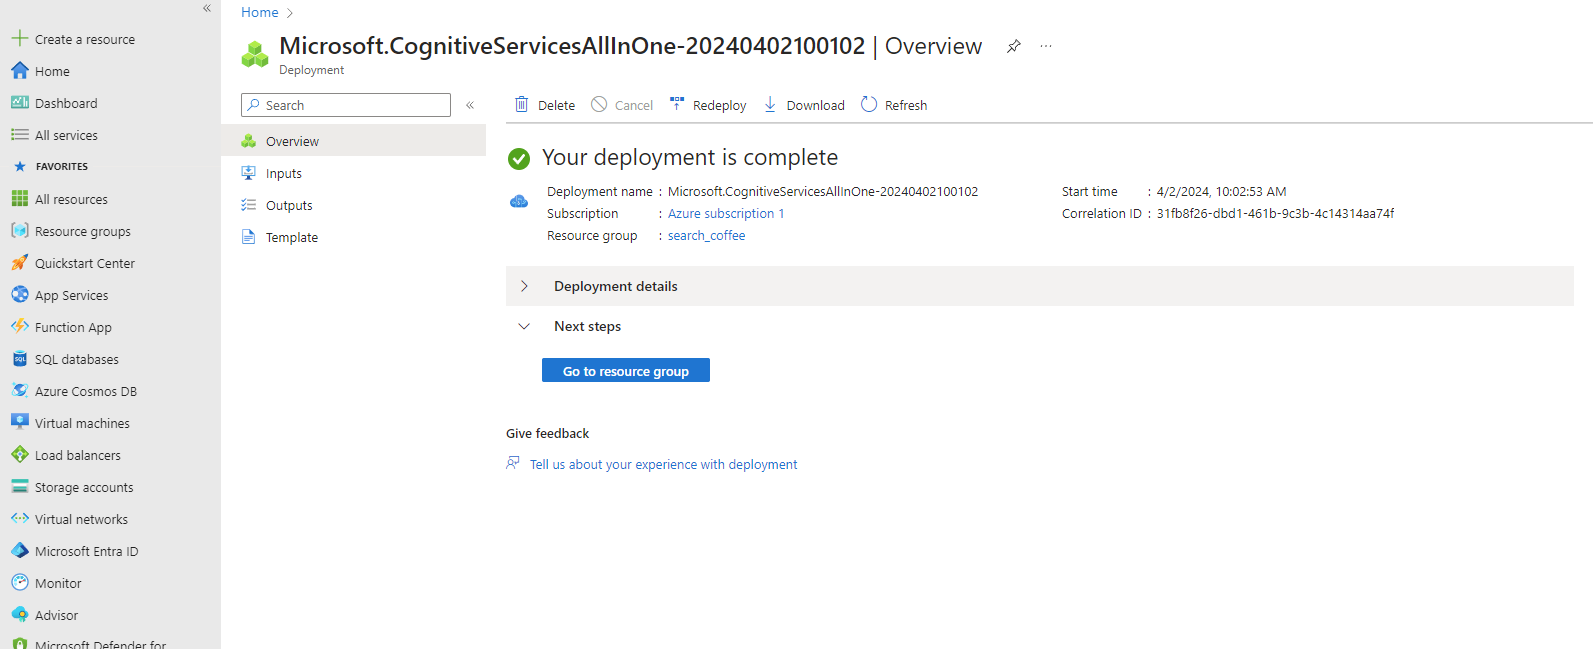 «
Create a resource
Home
Dashboard
All services
FAVORITES
All resources
Resource groups
Quickstart Center
App Services
Function App
SQL databases
Azure Cosmos DB
Virtual machines
Load balancers
Storage accounts
Virtual networks
Microsoft Entra ID
Monitor
Advisor
Microsoft Defender for
Home >
Microsoft.CognitiveServicesAllInOne-20240402100102 | Overview ...
Deployment
Search «
Overview
Inputs
Outputs
Template
Delete Cancel Redeploy Download Refresh
Your deployment is complete
Deployment name : Microsoft.CognitiveServicesAllInOne-20240402100102
Subscription : Azure subscription 1
Resource group : search_coffee
Start time : 4/2/2024, 10:02:53 AM
Correlation ID : 31fb8f26-dbd1-461b-9c3b-4c14314aa74f
Deployment details
Next steps
Go to resource group
Give feedback
Tell us about your experience with deployment